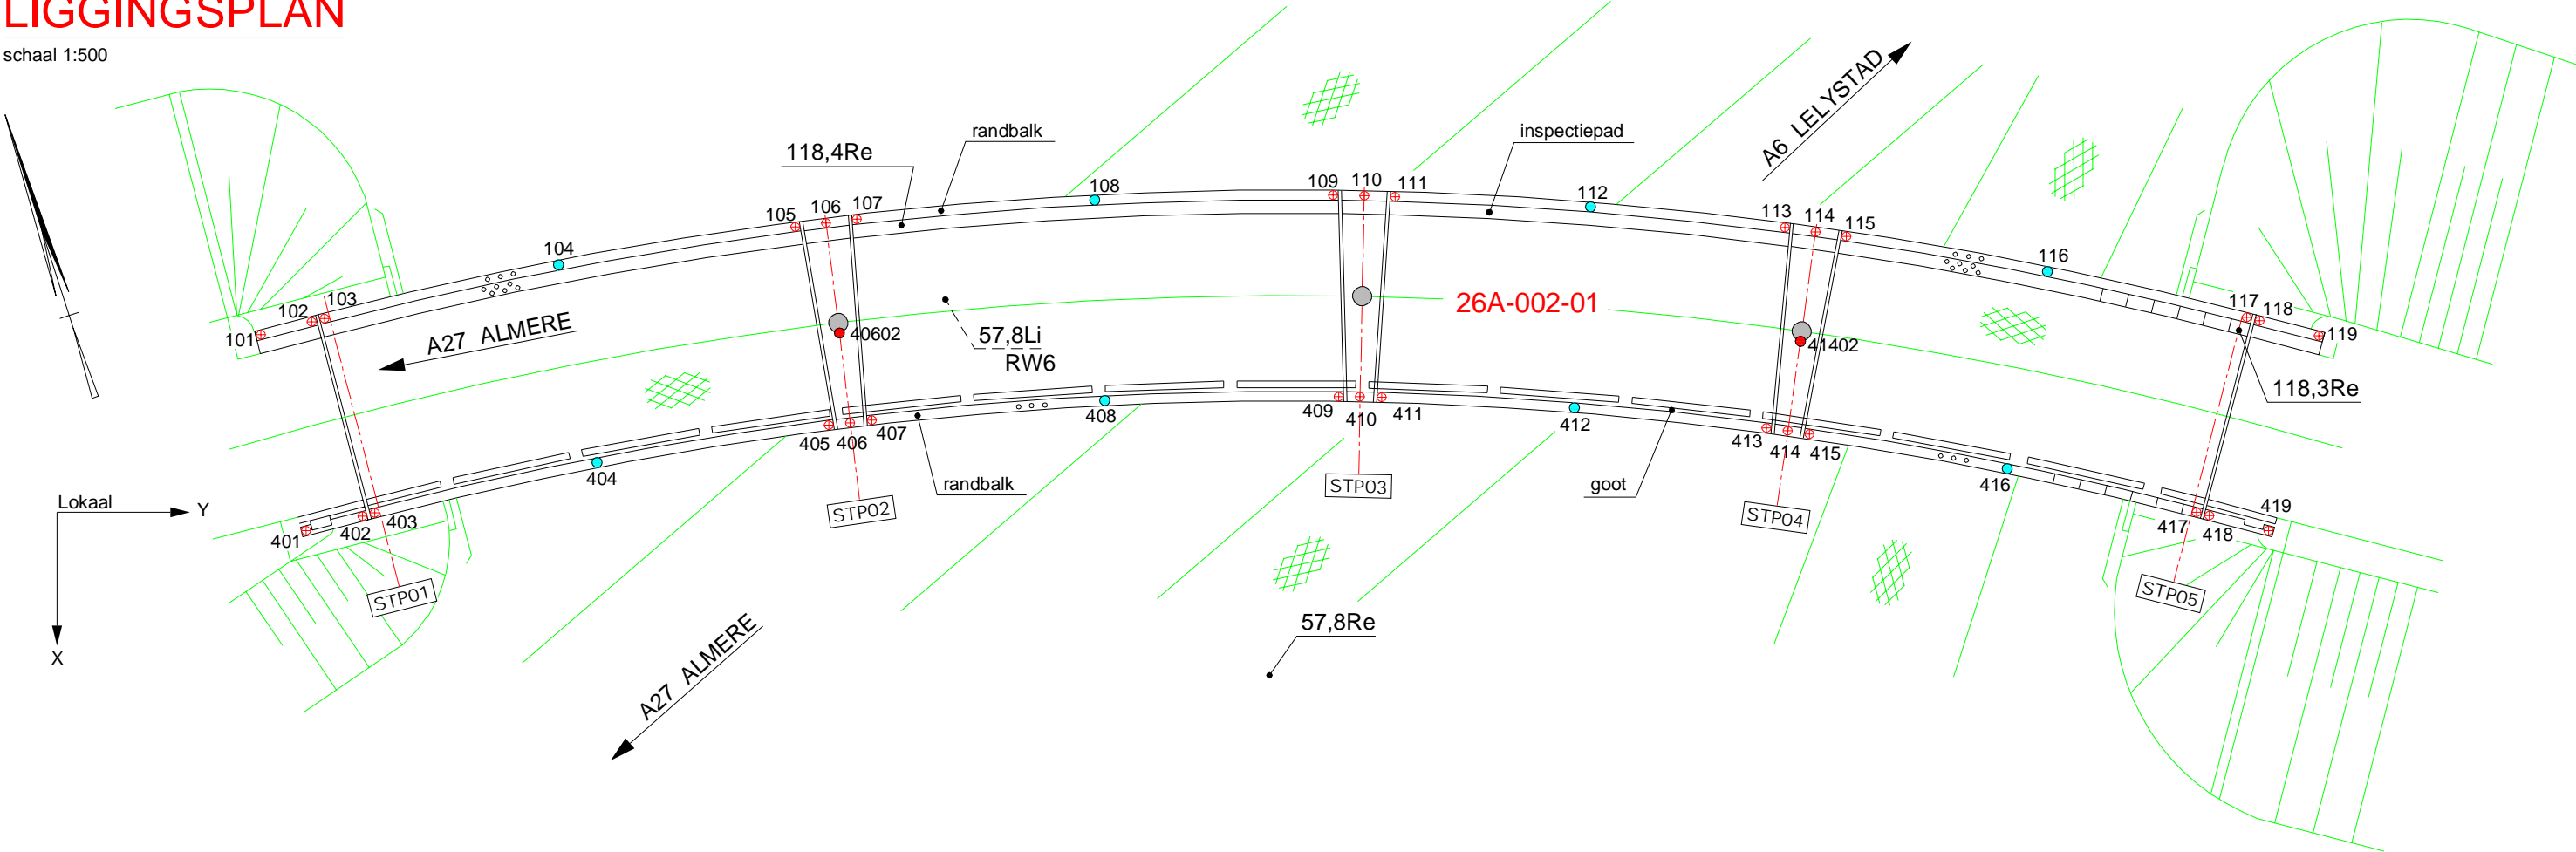 LIGGINGSPLAN
schaal 1:500
randbalk
inspectiepad
118,4Re
A6 LELYSTAD
101
102
103
104
105
106
107
108
109
110
111
112
113
114
115
116
117
118
119
A27 ALMERE
40602
57,8Li
RW6
26A-002-01
41402
118,3Re
401
402
403
404
405
406
407
408
409
410
411
412
413
414
415
416
417
418
419
randbalk
goot
Lokaal
Y
X
STP01
STP02
STP03
STP04
STP05
A27 ALMERE
57,8Re